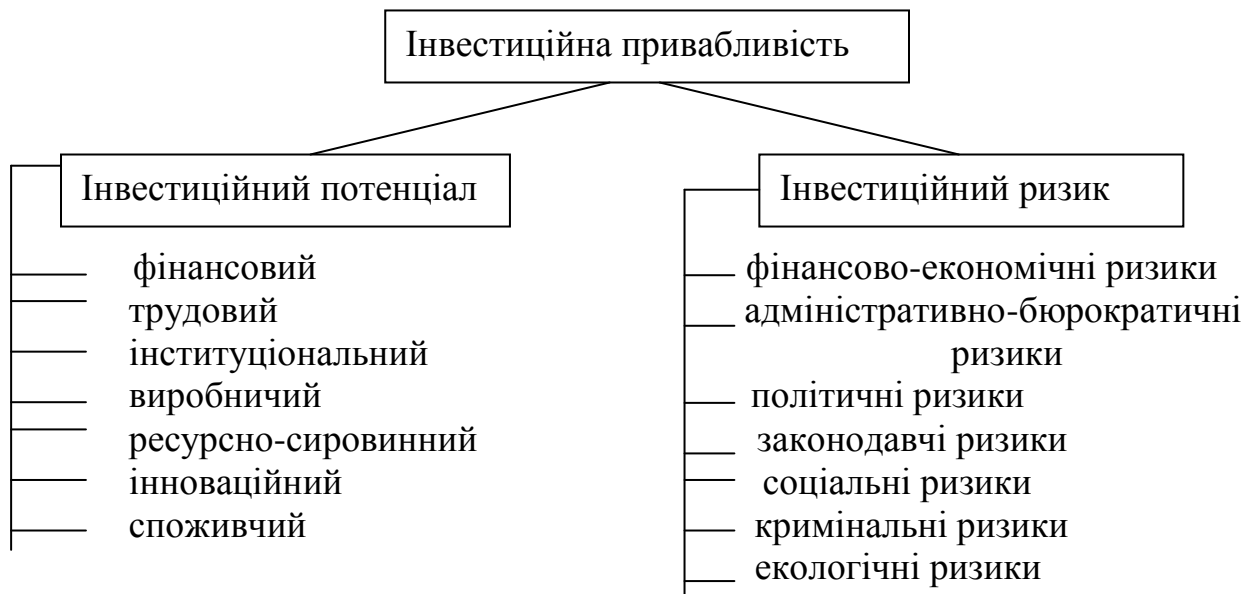 Інвестиційна привабливість
Інвестиційний потенціал
фінансовий
трудовий
інституціональний
виробничий
ресурсно-сировинний
інноваційний
споживчий
Інвестиційний ризик
фінансово-економічні ризики
адміністративно-бюрократичні
ризики
політичні ризики
законодавчі ризики
соціальні ризики
кримінальні ризики
екологічні ризики